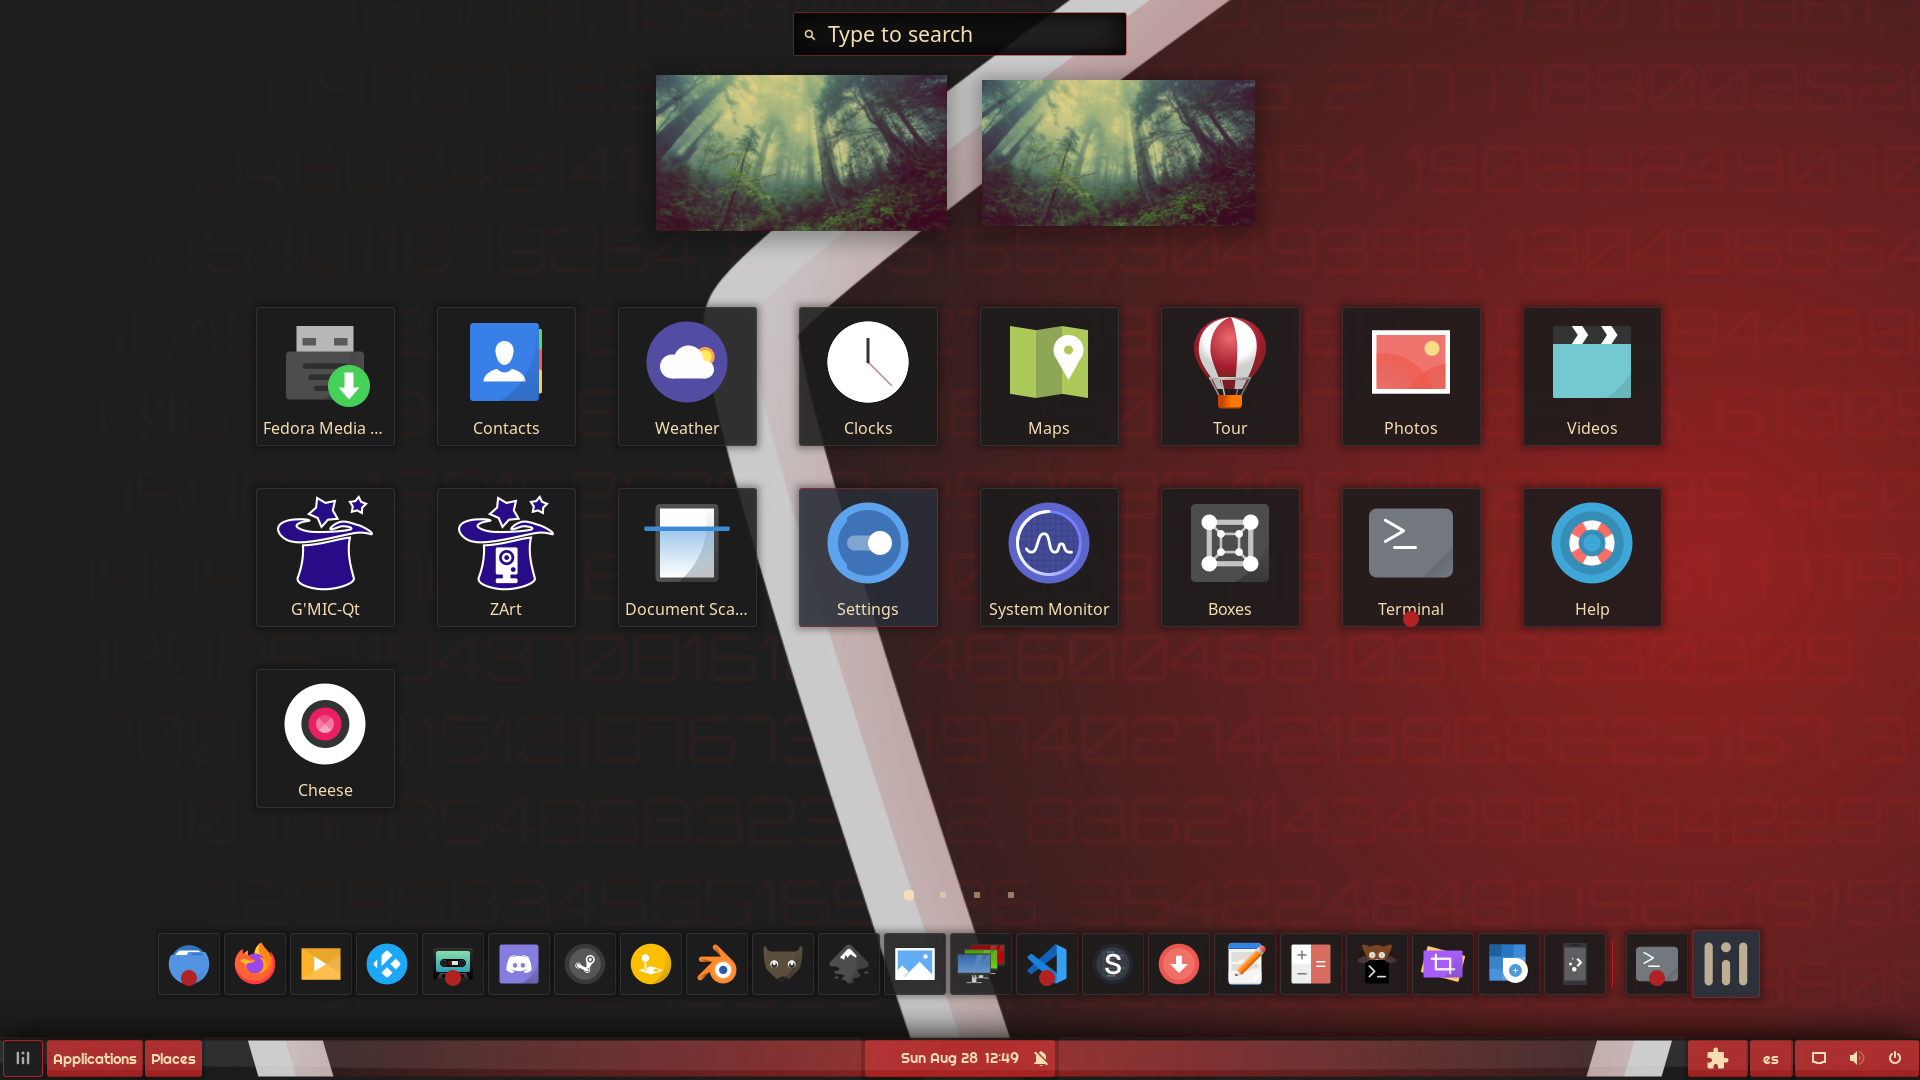 Type to search
Fedora Media ...
Contacts
Weather
Clocks
Maps
Tour
Photos
Videos
G'MIC-Qt
ZArt
Document Sca...
Settings
System Monitor
Boxes
Terminal
Help
Cheese
Applications
Places
Sun Aug 28 12:49
es